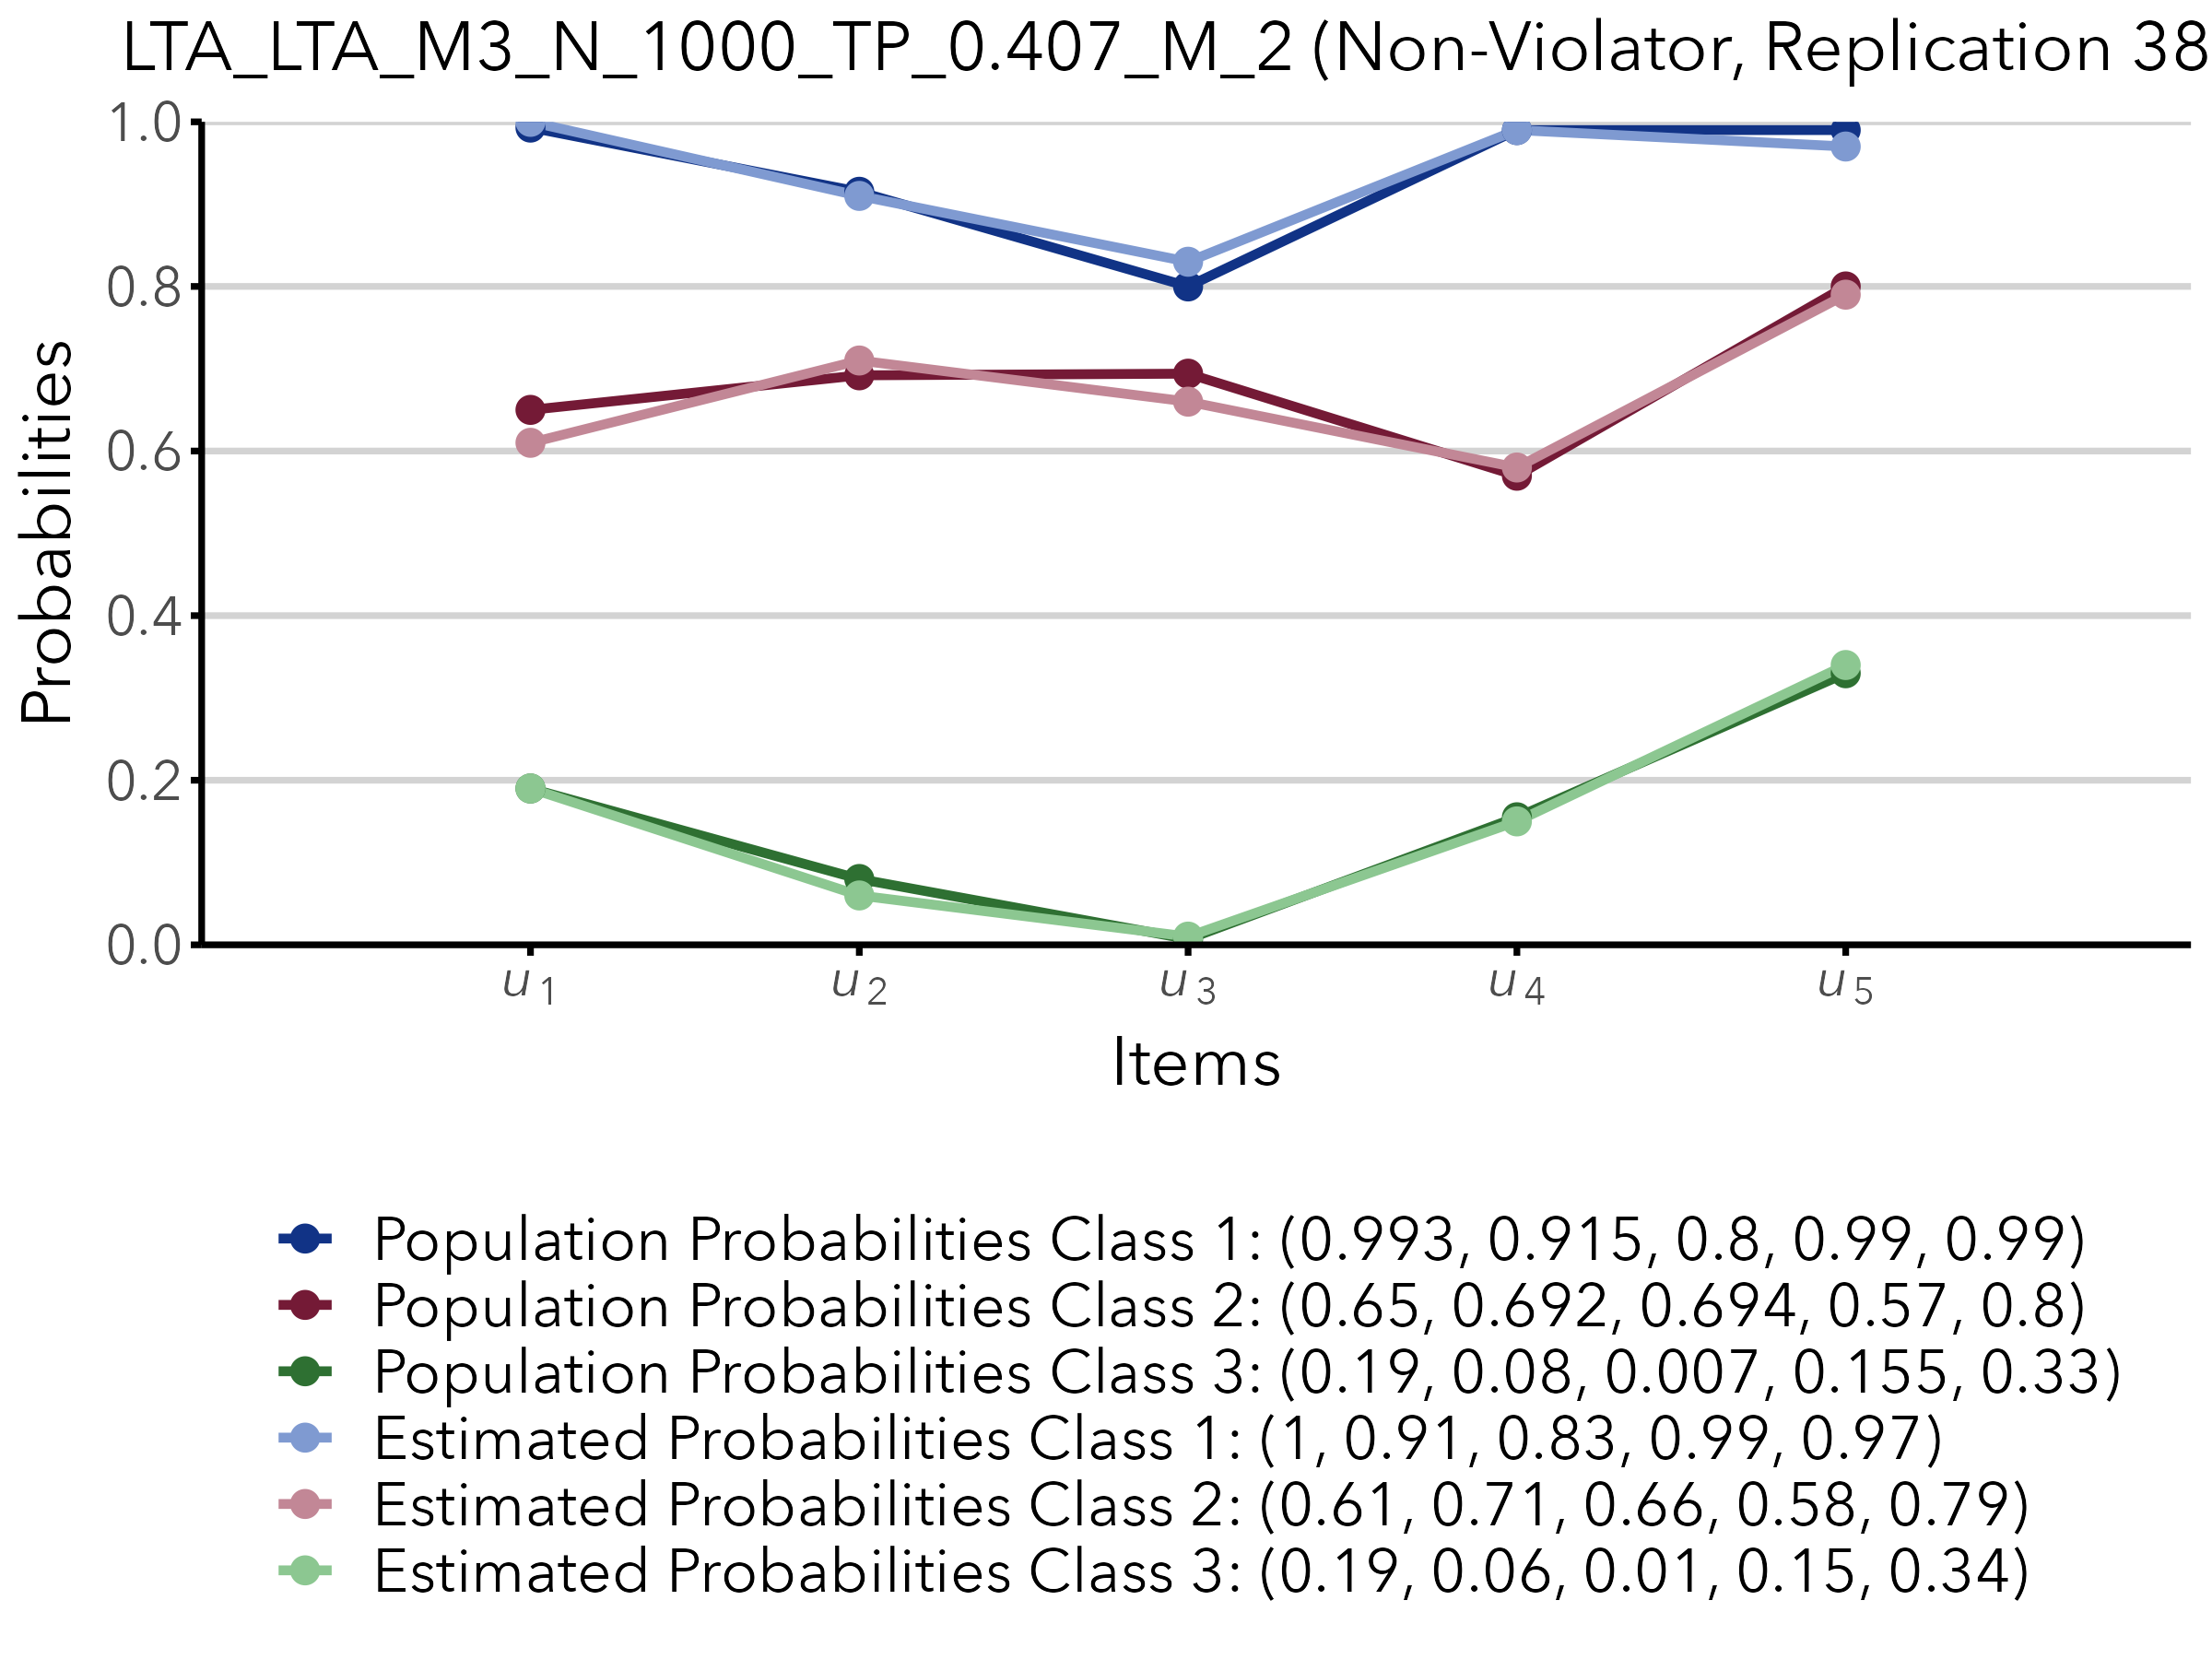 LTA_LTA_M3_N_1000_TP_0.407_M_2 (Non-Violator, Replication 38
1.0
0.8
0.6
0.4
0.2
0.0
Probabilities
u1
u2
u3
u4
u5
Items
Population Probabilities Class 1: (0.993, 0.915, 0.8, 0.99, 0.99)
Population Probabilities Class 2: (0.65, 0.692, 0.694, 0.57, 0.8)
Population Probabilities Class 3: (0.19, 0.08, 0.007, 0.155, 0.33)
Estimated Probabilities Class 1: (1, 0.91, 0.83, 0.99, 0.97)
Estimated Probabilities Class 2: (0.61, 0.71, 0.66, 0.58, 0.79)
Estimated Probabilities Class 3: (0.19, 0.06, 0.01, 0.15, 0.34)